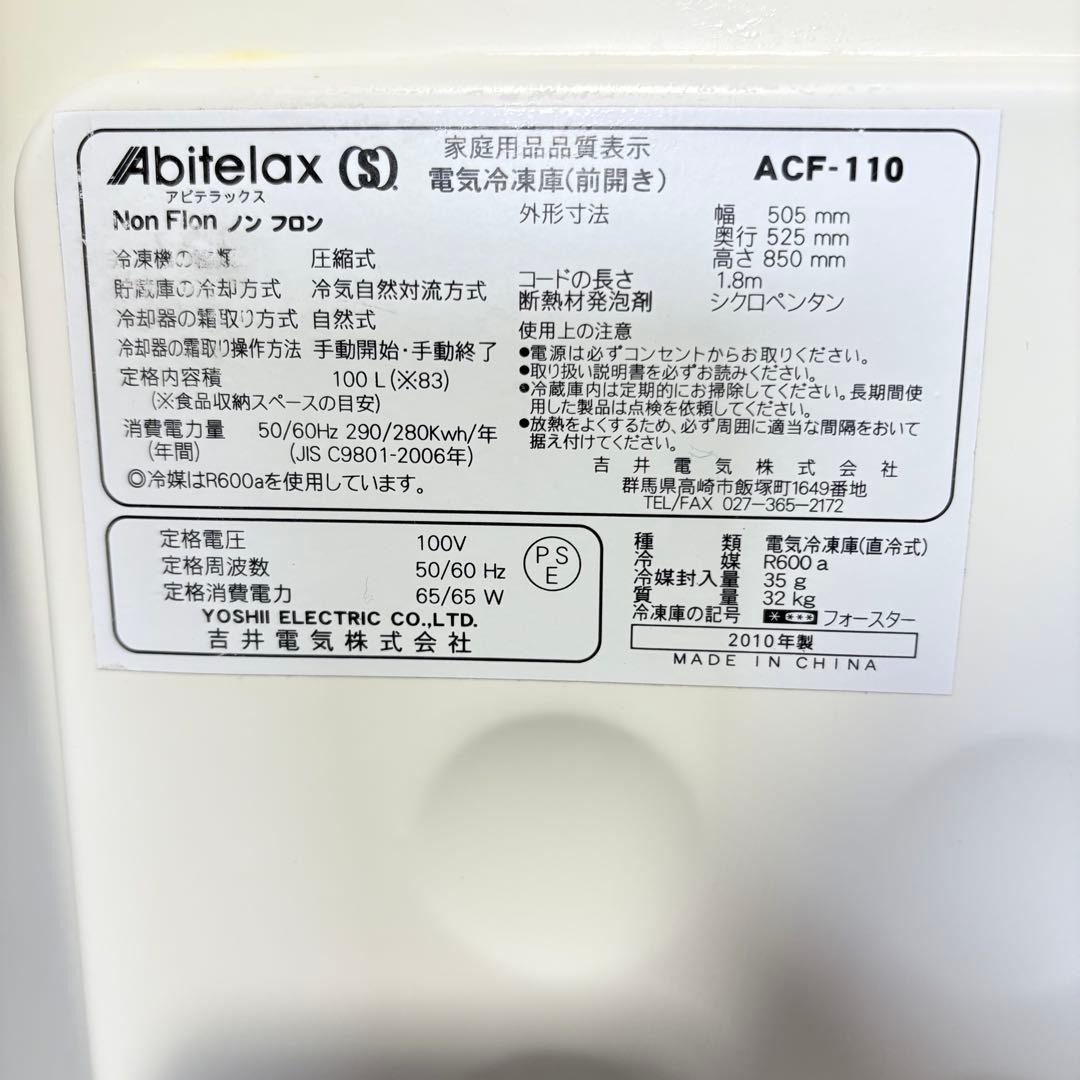 Abitelax (S)
アビテラックス
Non Flon ノン フロン
家庭用品品質表示
電気冷凍庫(前開き)
ACF-110
冷凍機の種類 圧縮式
貯蔵庫の冷却方式 冷気自然対流方式
冷却器の霜取り方式 自然式
冷却器の霜取り操作方法 手動開始・手動終了
定格内容積 100 L(※83)
(※食品収納スペースの目安)
消費電力量 50/60Hz 290/280Kwh/年
(年間) (JIS C9801-2006年)
◎冷媒はR600aを使用しています。
外形寸法 幅 505 mm
奥行 525 mm
高さ 850 mm
コードの長さ 1.8m
断熱材発泡剤 シクロペンタン
使用上の注意
●電源は必ずコンセントからお取りください。
●取り扱い説明書を必ずお読みください。
●冷蔵庫内は定期的にお掃除してください。長期間使
用した製品は点検を依頼してください。
●放熱をよくするため、必ず周囲に適当な間隔をおいて
据え付けてください。
吉井電気株式会社
群馬県高崎市飯塚町1649番地
TEL/FAX 027-365-2172
定格電圧 100V
定格周波数 50/60 Hz
定格消費電力 65/65 W
PS
E
YOSHII ELECTRIC CO.,LTD.
吉井電気株式会社
種類 電気冷凍庫(直冷式)
冷媒 R600a
冷媒封入量 35 g
質量 32 kg
冷凍庫の記号 * *** フォースター
2010年製
MADE IN CHINA